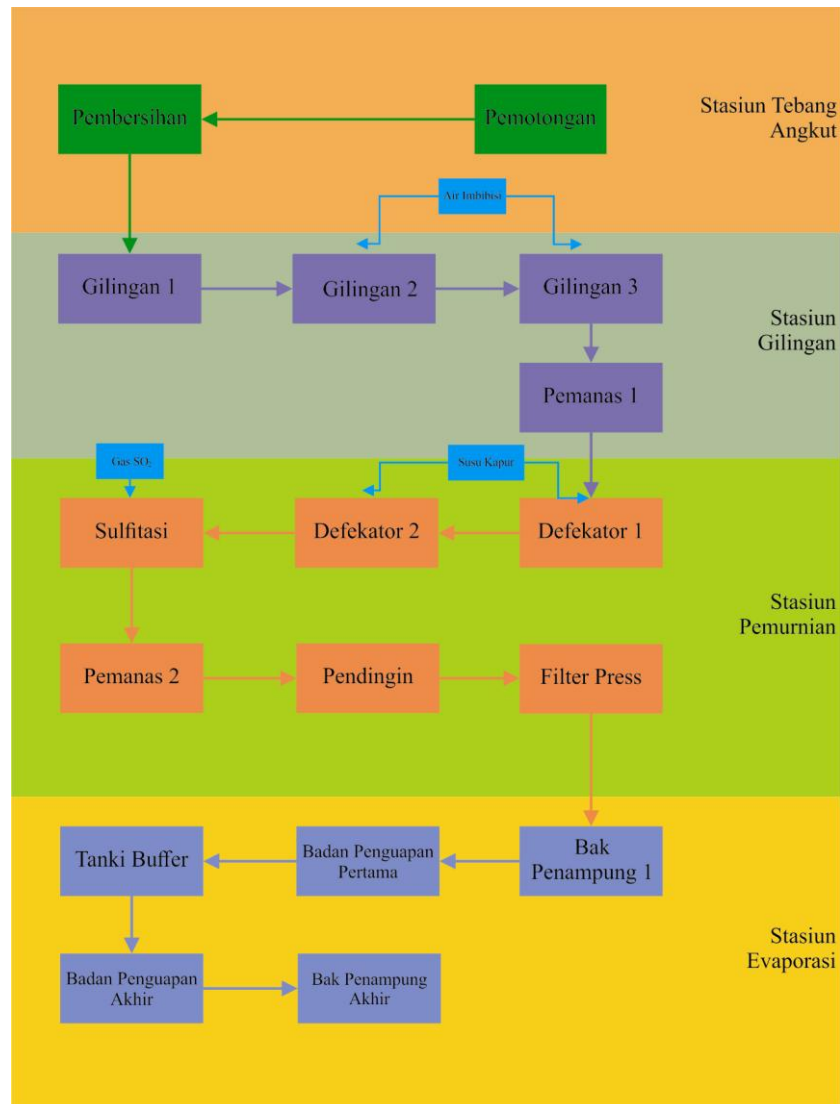 Pembersihan
Pemotongan
Stasiun Tebang
Angkut
Air Imbibisi
Gilingan 1
Gilingan 2
Gilingan 3
Stasiun
Gilingan
Pemanas 1
Gas SO₂
Susu Kapur
Sulfitasi
Defekator 2
Defekator 1
Stasiun
Pemurnian
Pemanas 2
Pendingin
Filter Press
Tanki Buffer
Badan Penguapan
Pertama
Bak
Penampung 1
Stasiun
Evaporasi
Badan Penguapan
Akhir
Bak Penampung
Akhir